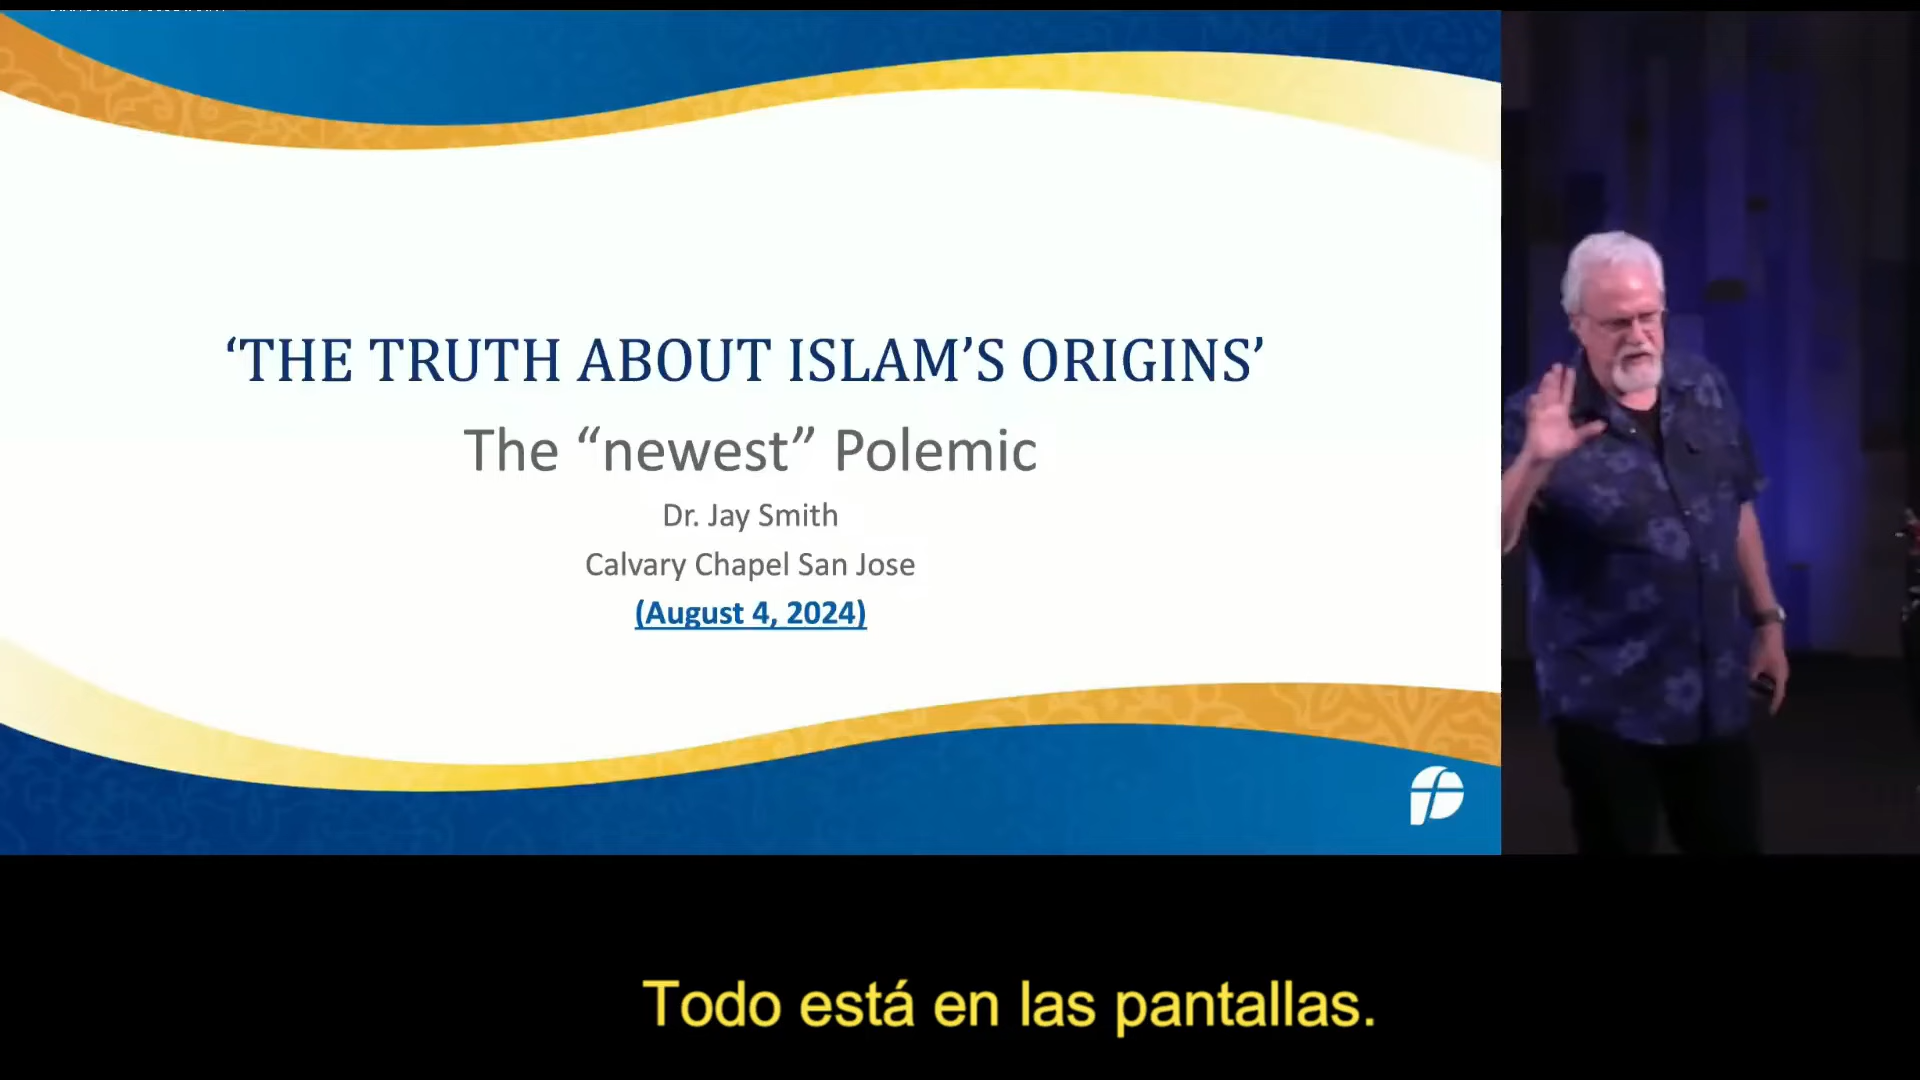 ‘THE TRUTH ABOUT ISLAM’S ORIGINS’
The “newest” Polemic
Dr. Jay Smith
Calvary Chapel San Jose
(August 4, 2024)
Todo está en las pantallas.